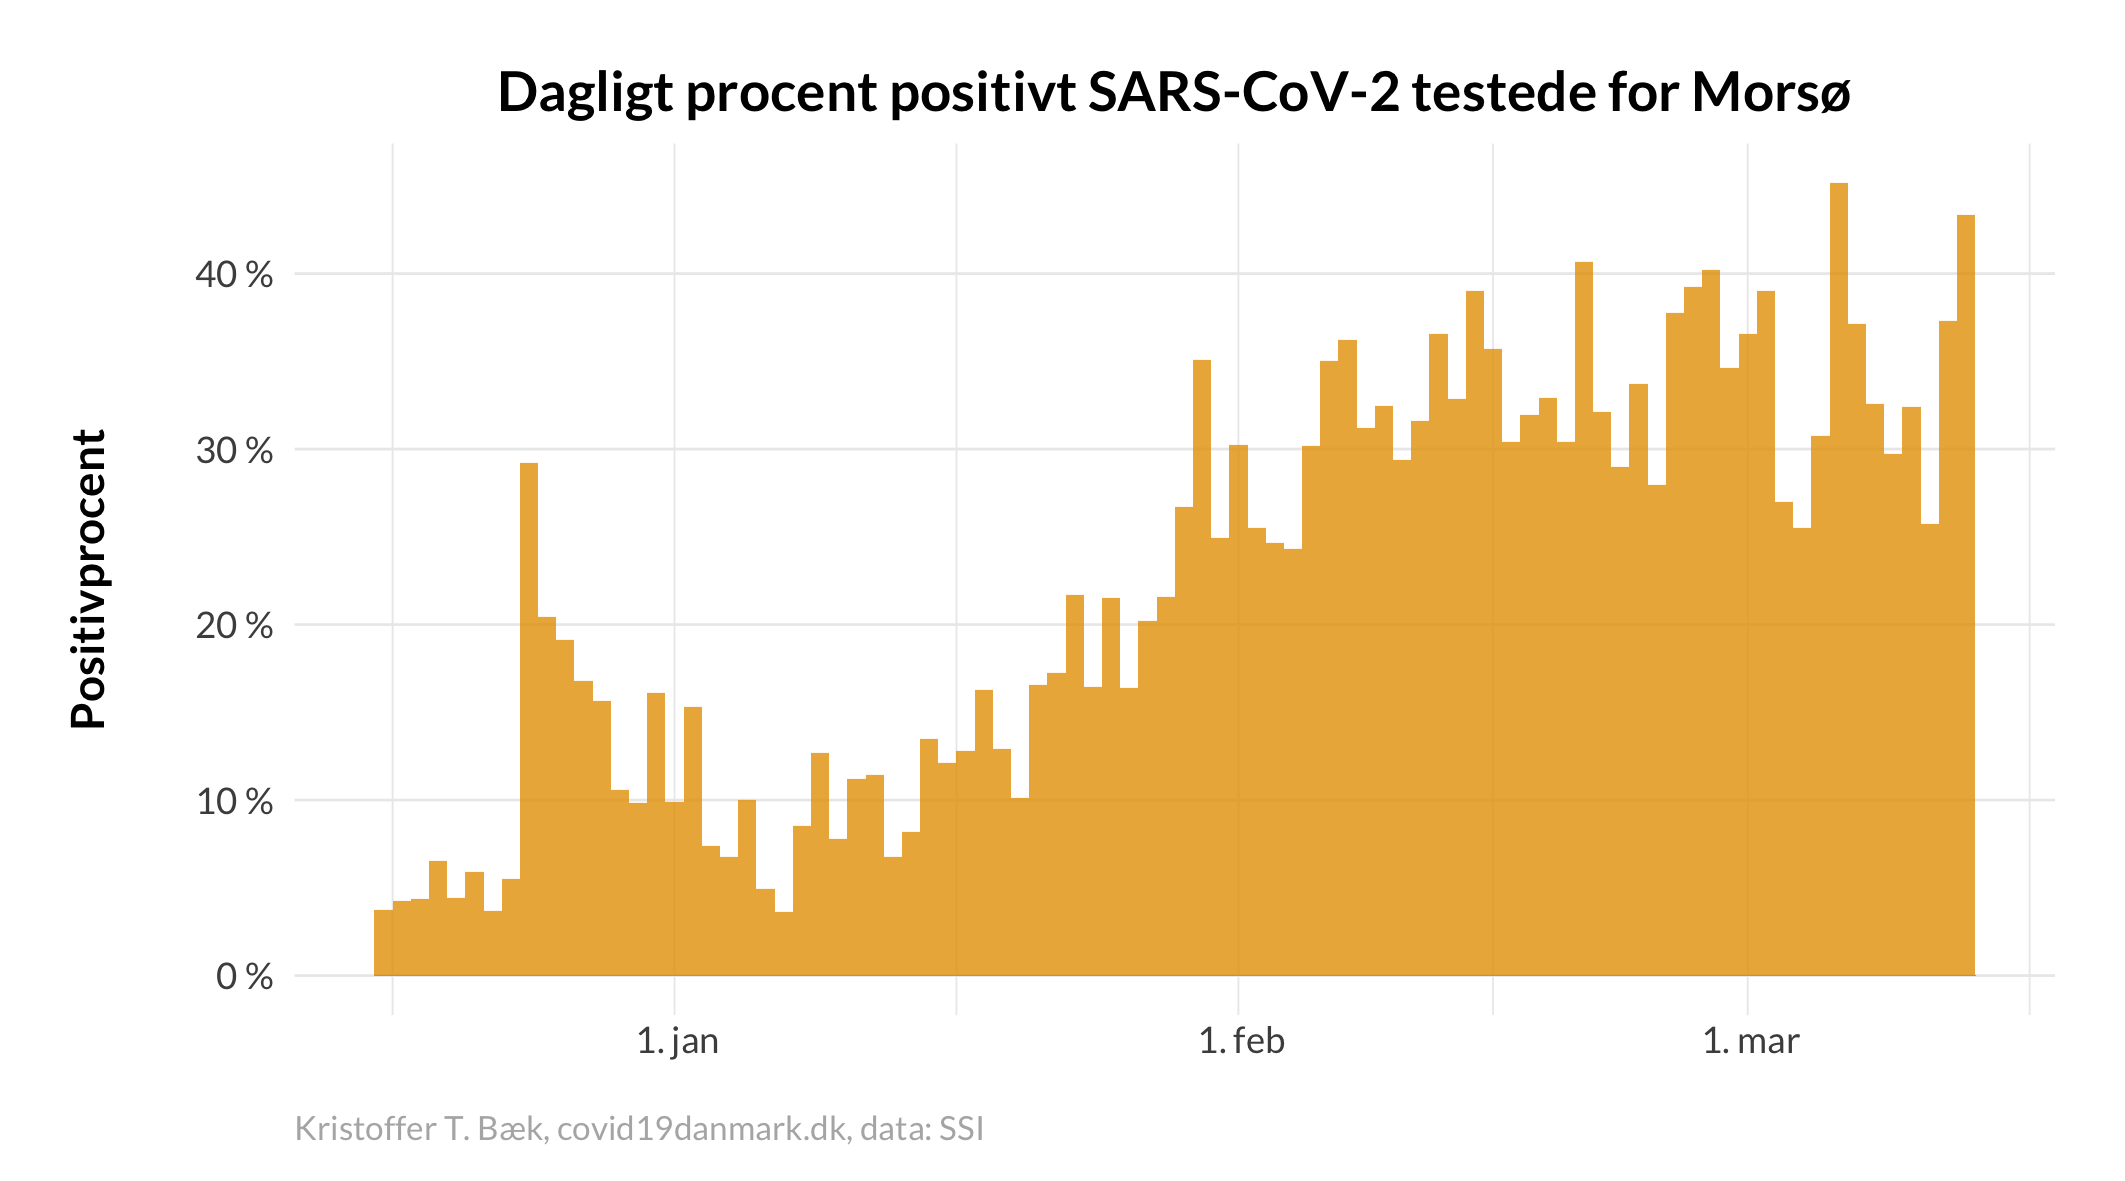 Dagligt procent positivt SARS-CoV-2 testede for Morsø
Positivprocent
40 %
30 %
20 %
10 %
0 %
1. jan
1. feb
1. mar
Kristoffer T. Bæk, covid19danmark.dk, data: SSI